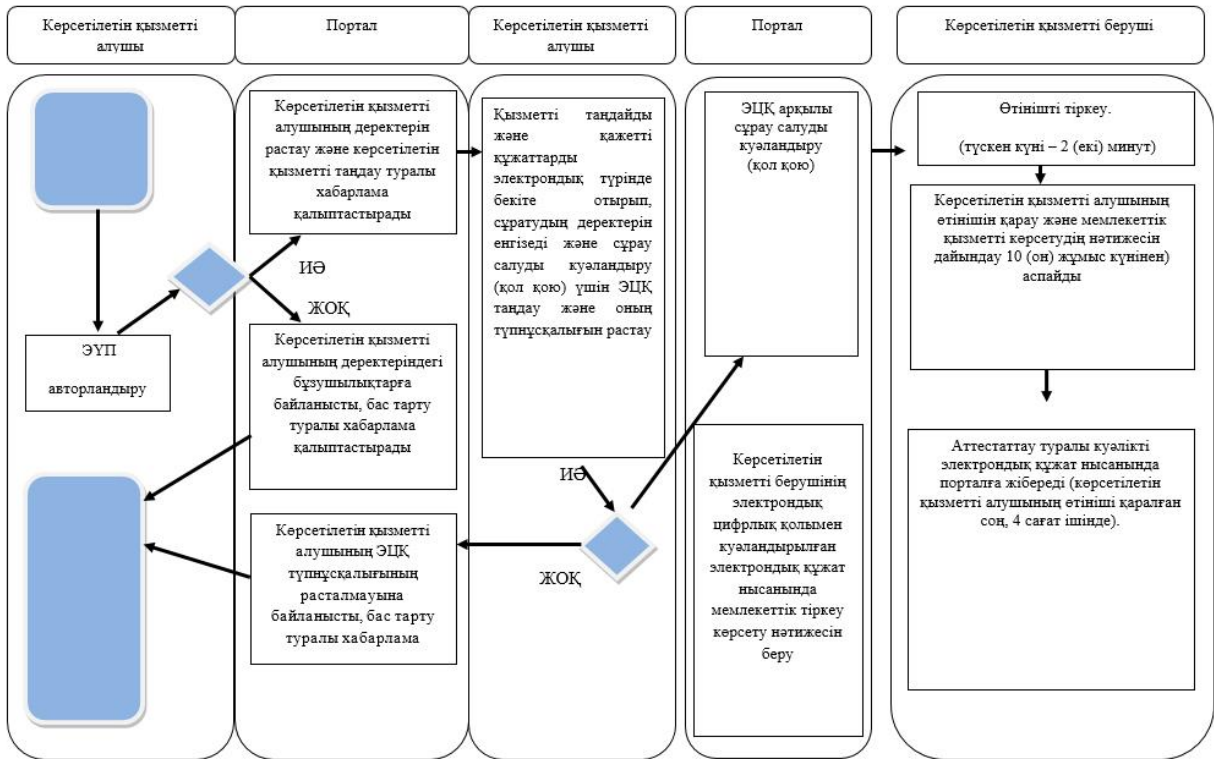 Көрсетілетін қызметті
алушы
Портал
Көрсетілетін қызметті
алушы
Портал
Көрсетілетін қызметті беруші
ЭҮП
авторландыру
Көрсетілетін қызметті
алушының деректерін
растау және көрсетілетін
қызметті таңдау туралы
хабарлама
қалыптастырады
ИӘ
ЖОҚ
Көрсетілетін қызметті
алушының деректеріндегі
бұзушылықтарға
байланысты, бас тарту
туралы хабарлама
қалыптастырады
Көрсетілетін қызметті
алушының ЭЦҚ
түпнұсқалығының
расталмауына
байланысты, бас тарту
туралы хабарлама
Қызметті таңдайды
және қажетті
құжаттарды
электрондық түрінде
бекіте отырып,
сұратудың деректерін
енгізеді және сұрау
салуды куәландыру
(қол қою) үшін ЭЦҚ
таңдау және оның
түпнұсқалығын растау
ИӘ
ЖОҚ
ЭЦҚ арқылы
сұрау салуды
куәландыру
(қол қою)
Көрсетілетін
қызметті берушінің
электрондық
цифрлық қолымен
куәландырылған
электрондық құжат
нысанында
мемлекеттік тіркеу
көрсету нәтижесін
беру
Өтінішті тіркеу.
(түскен күні – 2 (екі) минут)
Көрсетілетін қызметті алушының
өтінішін қарау және мемлекеттік
қызметті көрсетудің нәтижесін
дайындау 10 (он) жұмыс күнінен)
аспайды
Аттестаттау туралы куәлікті
электрондық құжат нысанында
порталға жібереді (көрсетілетін
қызметті алушының өтініші қаралған
соң, 4 сағат ішінде).